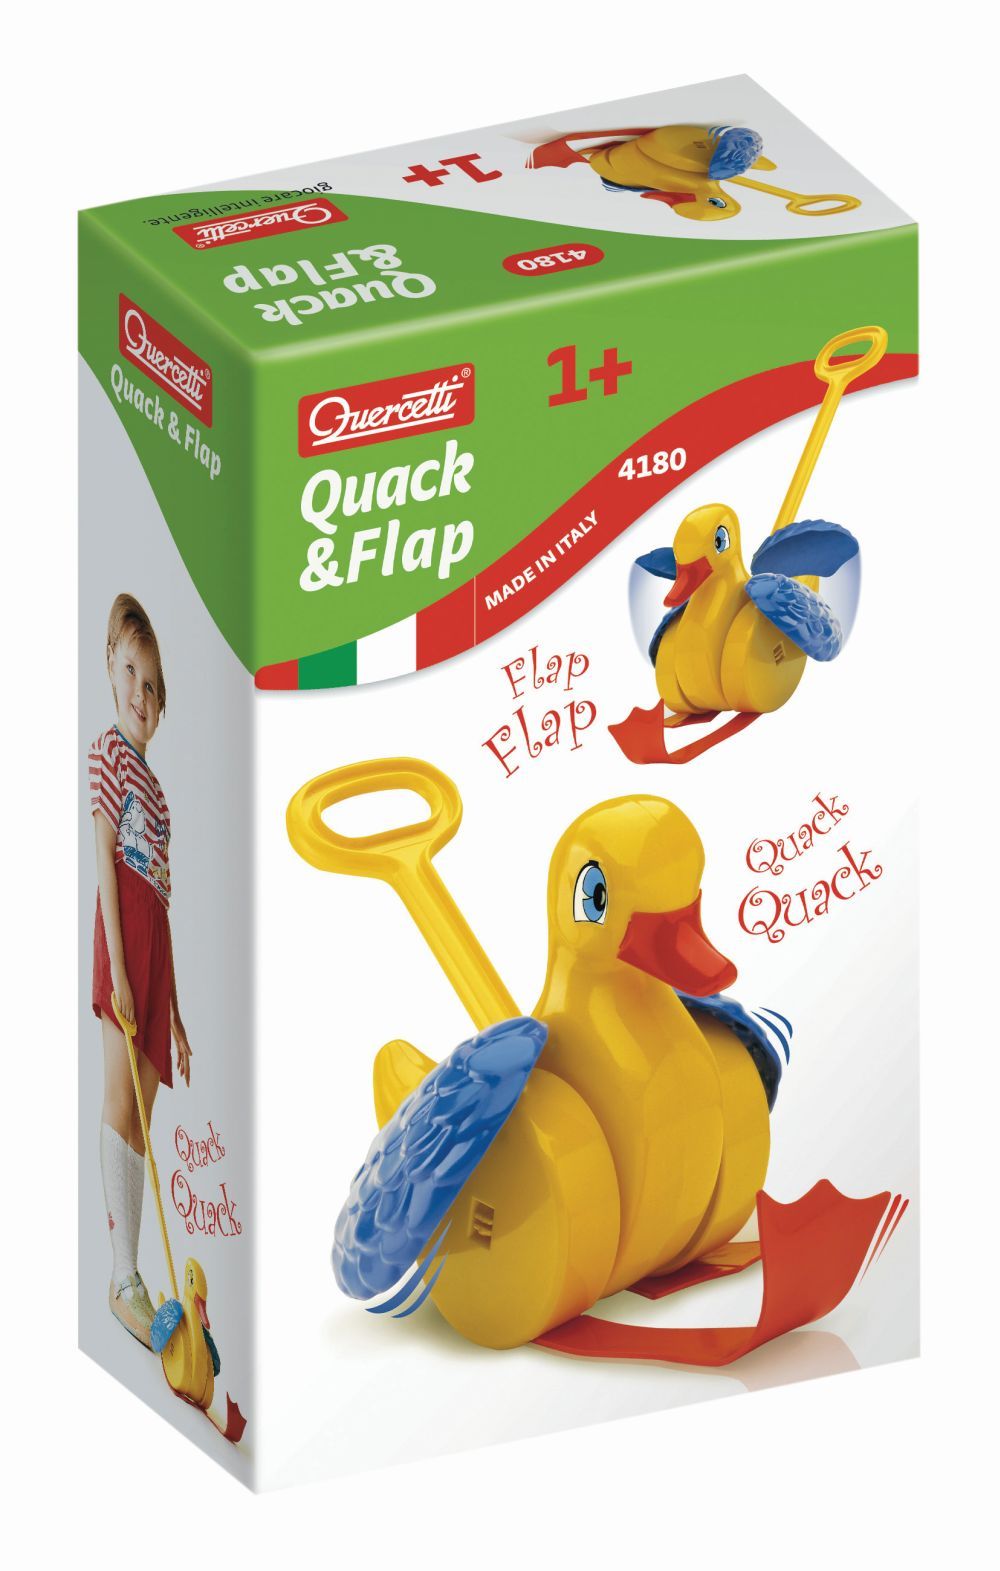 1+
Quercetti®
giocare intelligente.
Quack
&Flap
4180
Quercetti®
Quack & Flap
Quack
Quack
Quercetti®
1+
Quack
&Flap
4180
MADE IN ITALY
Flap
Flap
Quack
Quack